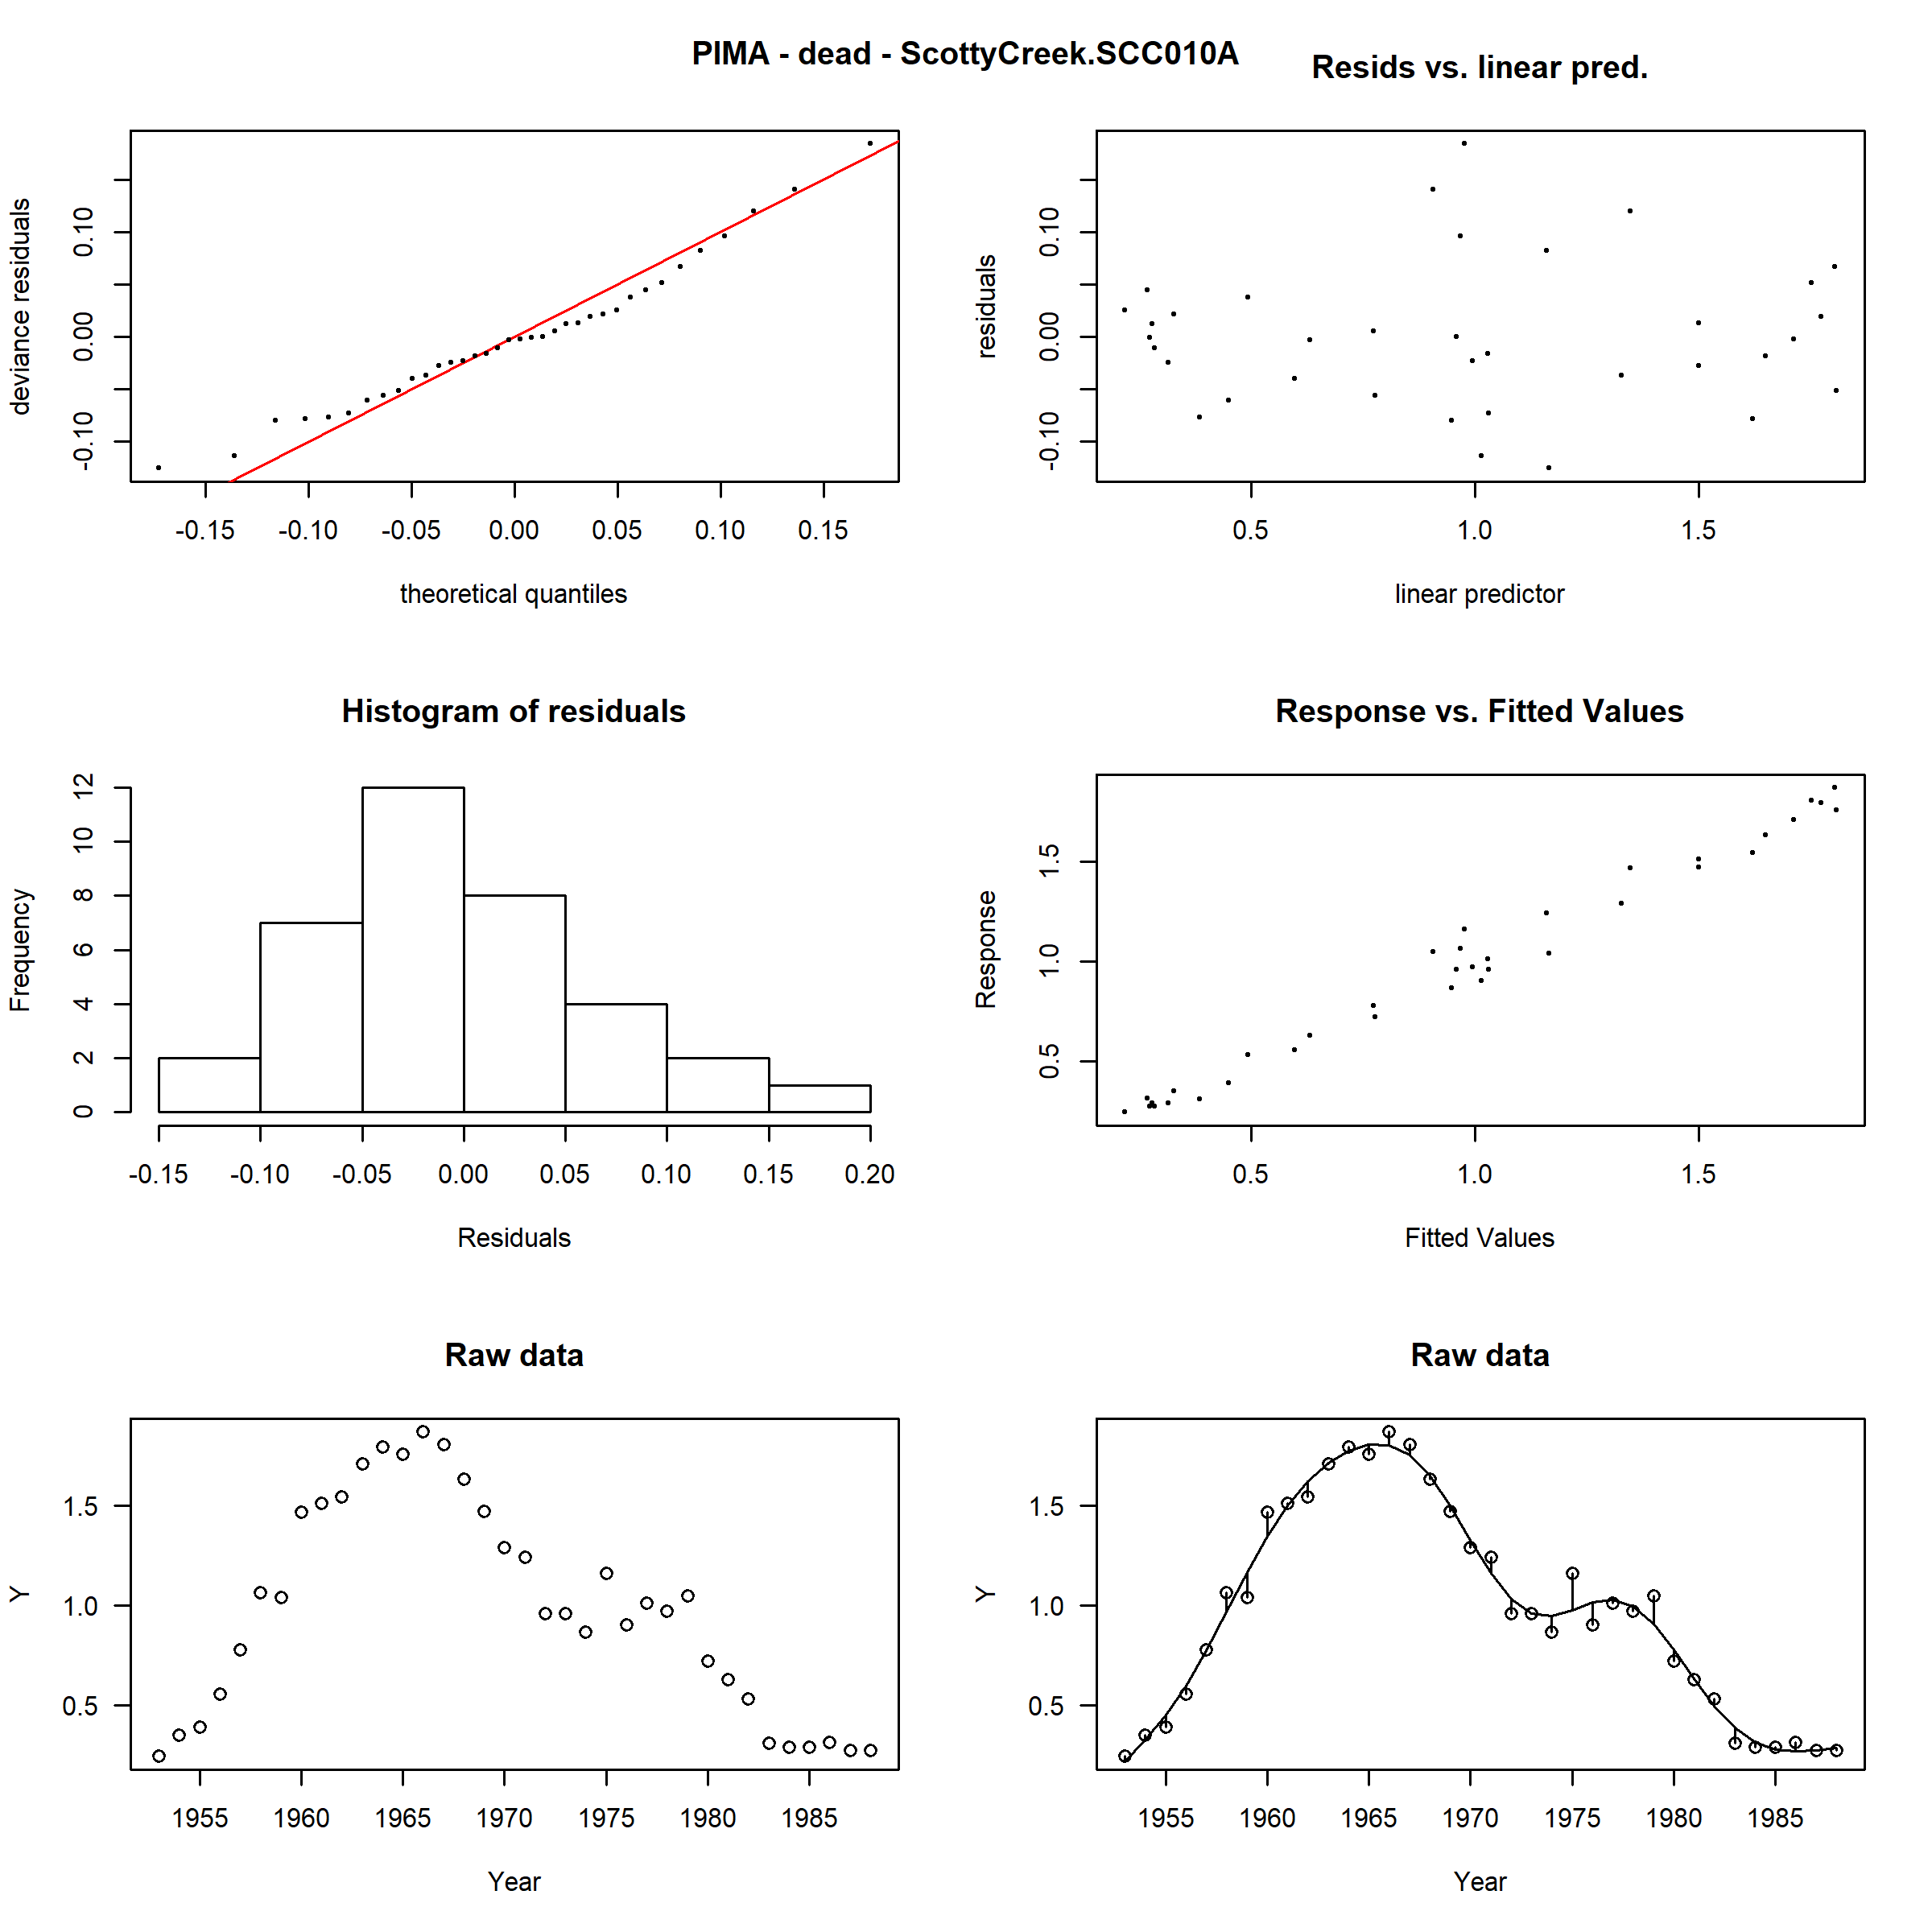 PIMA - dead - ScottyCreek.SCC010A
Resids vs. linear pred.
deviance residuals
-0.10 0.00 0.10
-0.15 -0.10 -0.05 0.00 0.05 0.10 0.15
theoretical quantiles
residuals
-0.10 0.00 0.10
0.5 1.0 1.5
linear predictor
Histogram of residuals
Frequency
0 2 4 6 8 10 12
-0.15 -0.10 -0.05 0.00 0.05 0.10 0.15 0.20
Residuals
Response vs. Fitted Values
Response
0.5 1.0 1.5
0.5 1.0 1.5
Fitted Values
Raw data
Y
1.5
1.0
0.5
1955 1960 1965 1970 1975 1980 1985
Year
Raw data
Y
1.5
1.0
0.5
1955 1960 1965 1970 1975 1980 1985
Year